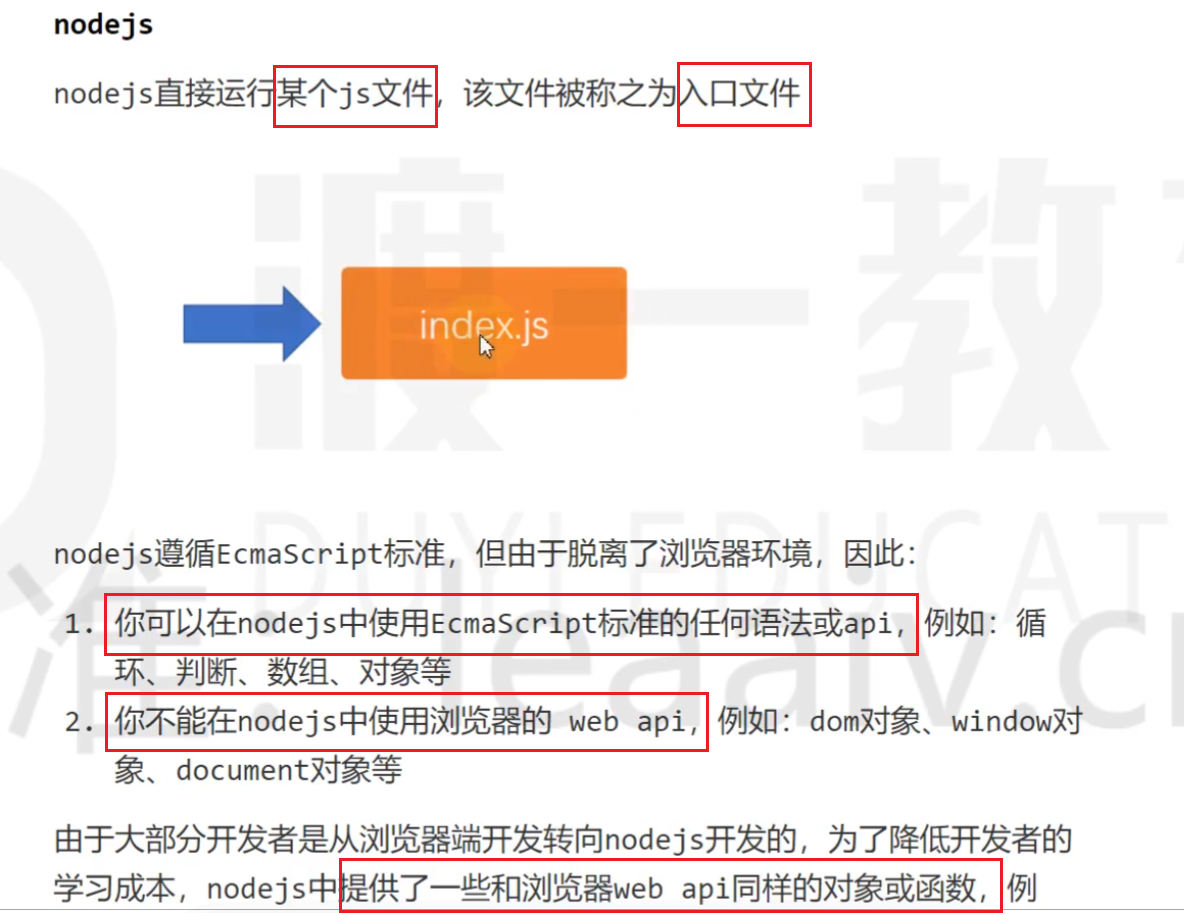 nodejs
nodejs直接运行某个js文件，该文件被称之为入口文件
渡一教
index.js
DUYI EDUCAT
nodejs遵循EcmaScript标准，但由于脱离了浏览器环境，因此：
1. 你可以在nodejs中使用EcmaScript标准的任何语法或api，例如：循
环、判断、数组、对象等
准：leaaiv.cn
2. 你不能在nodejs中使用浏览器的 web api，例如：dom对象、window对
象、document对象等
由于大部分开发者是从浏览器端开发转向nodejs开发的，为了降低开发者的
学习成本，nodejs中提供了一些和浏览器web api同样的对象或函数，例